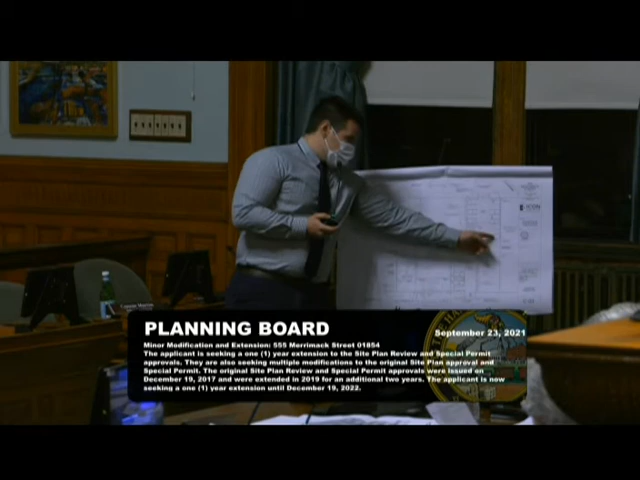 ICON
PLANNING BOARD
September 23, 2021
Minor Modification and Extension: 555 Merrimack Street 01854
The applicant is seeking a one (1) year extension to the Site Plan Review and Special Permit
approvals. They are also seeking multiple modifications to the original Site Plan approval and
Special Permit. The original Site Plan Review and Special Permit approvals were issued on
December 19, 2017 and were extended in 2019 for an additional two years. The applicant is now
seeking a one (1) year extension until December 19, 2022.